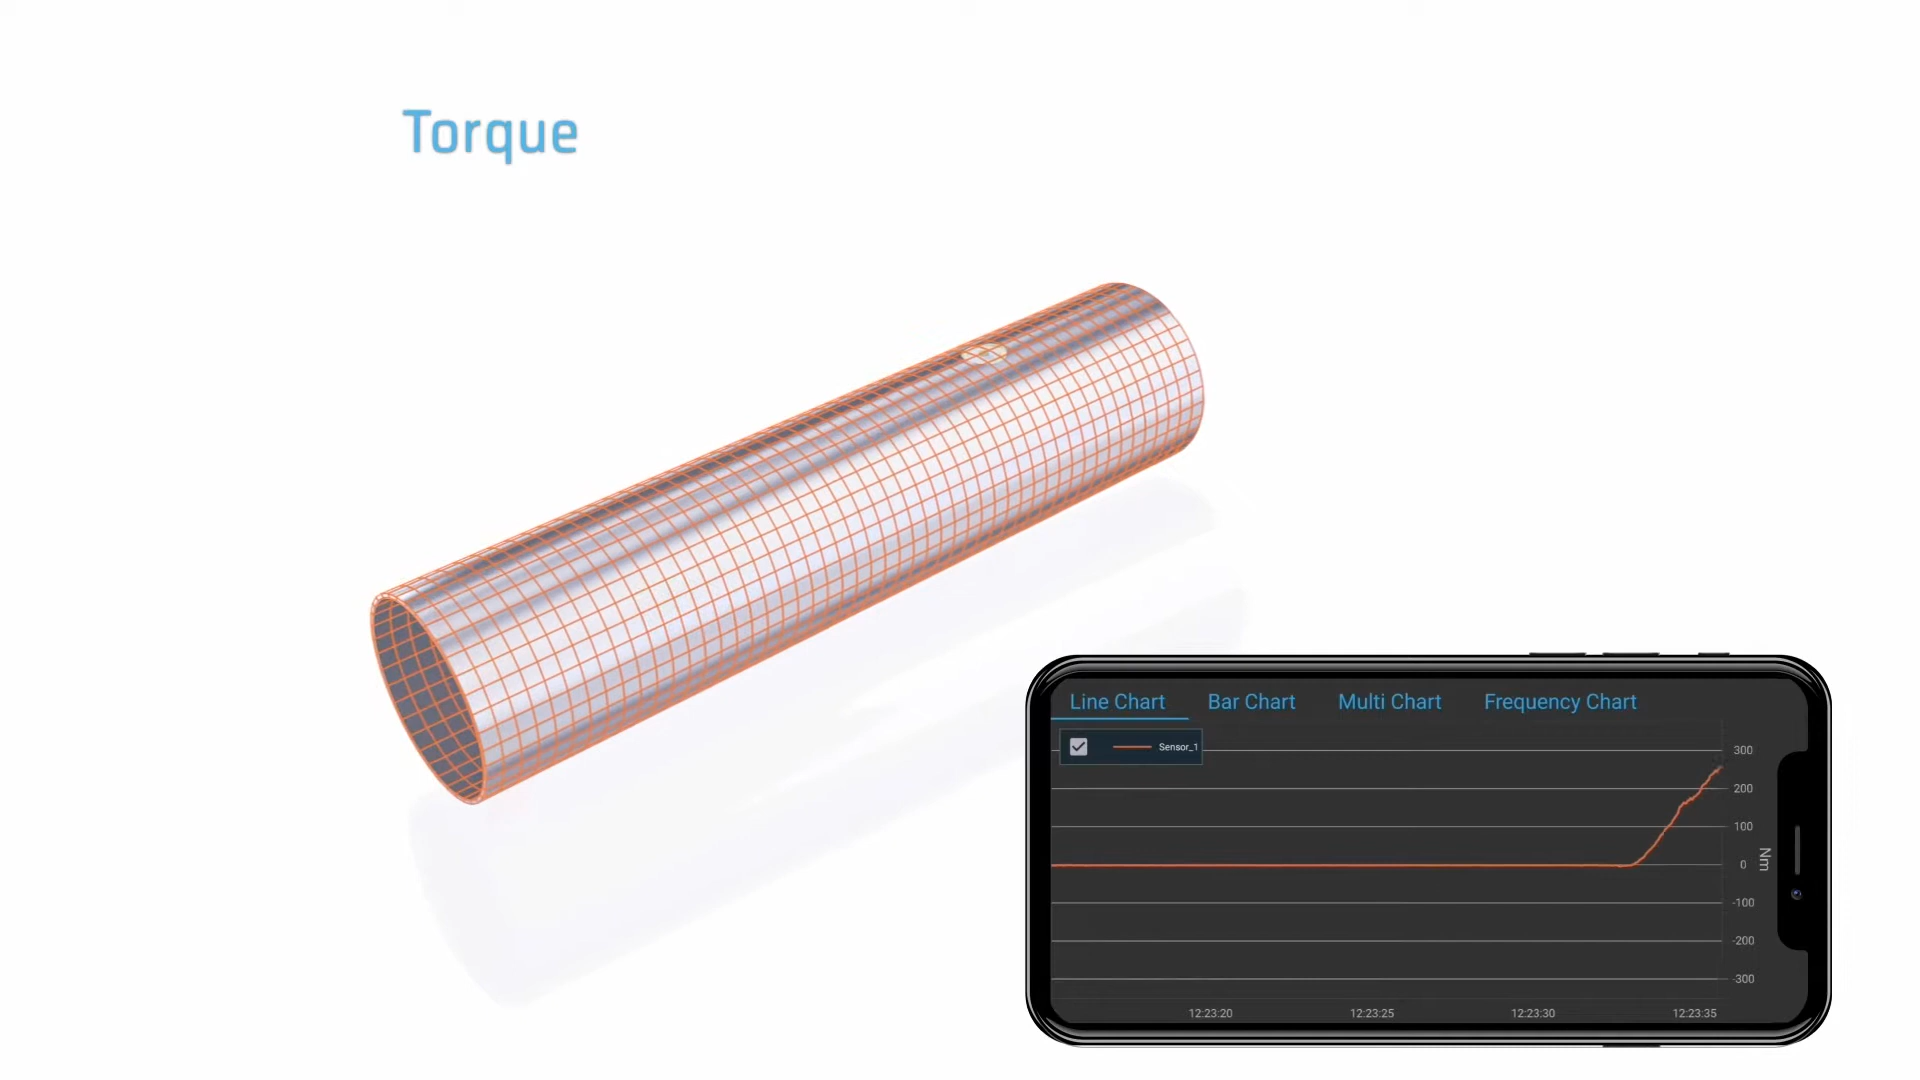 Torque
Line Chart Bar Chart Multi Chart Frequency Chart
Sensor_1
300
200
100
0
Nm
-100
-200
-300
12:23:20 12:23:25 12:23:30 12:23:35